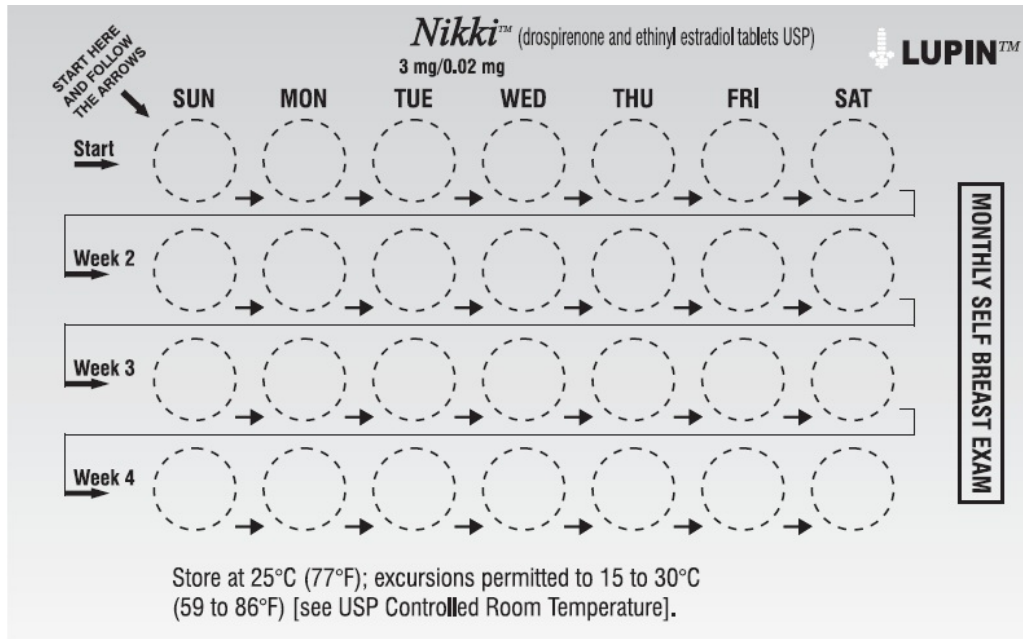 Nikki™ (drospirenone and ethinyl estradiol tablets USP)
3 mg/0.02 mg
LUPIN™
START HERE
AND FOLLOW
THE ARROWS
SUN MON TUE WED THU FRI SAT
Start
Week 2
Week 3
Week 4
MONTHLY SELF BREAST EXAM
Store at 25°C (77°F); excursions permitted to 15 to 30°C
(59 to 86°F) [see USP Controlled Room Temperature].